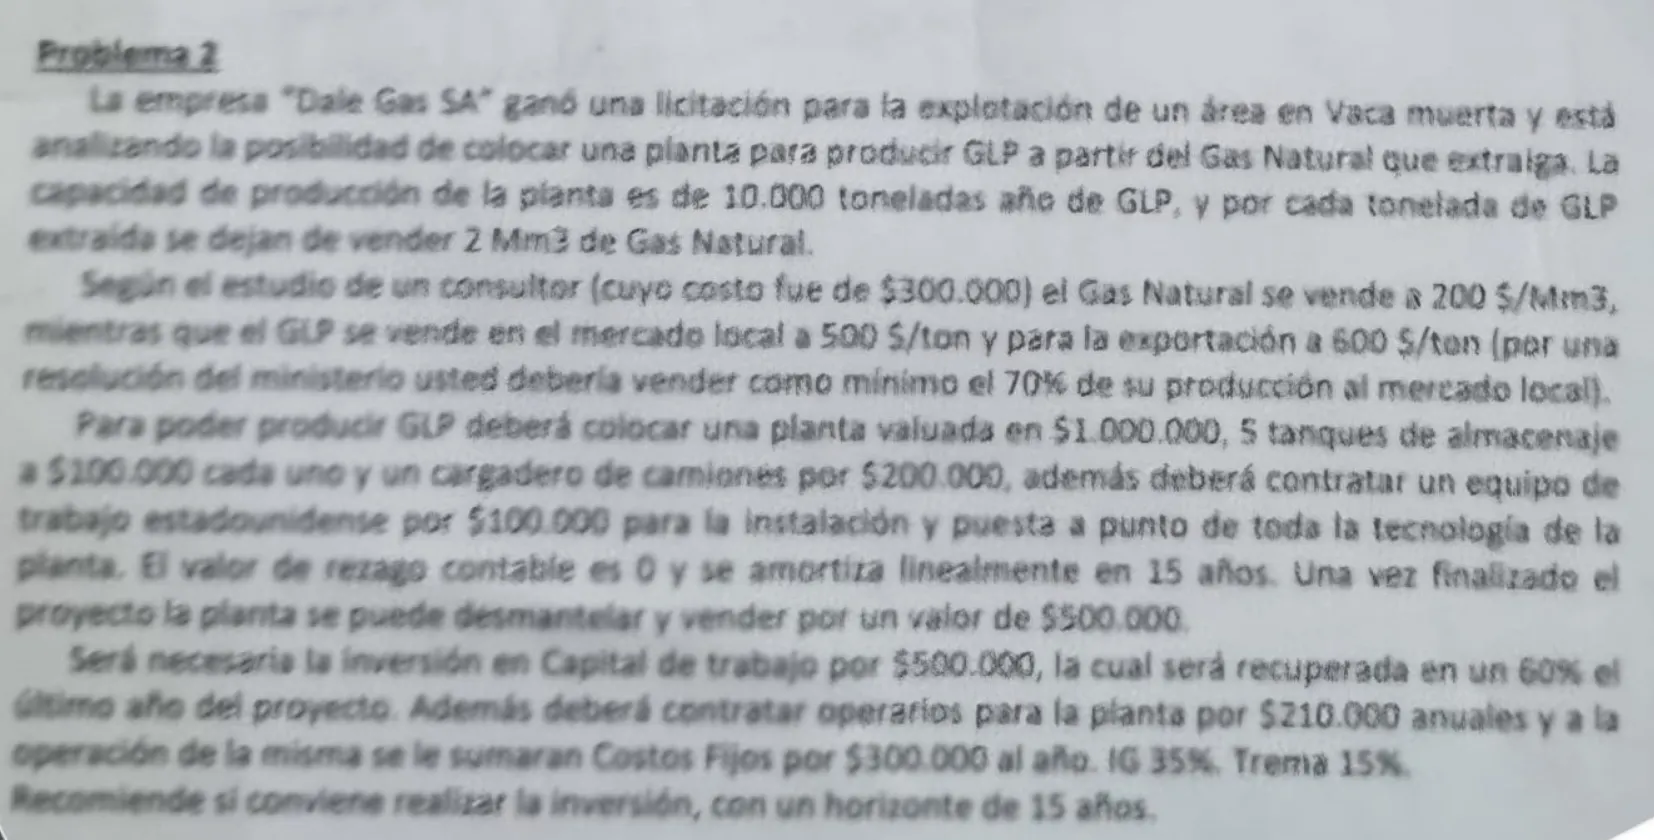 Problema 2
La empresa "Dale Gas SA" ganó una licitación para la explotación de un área en Vaca muerta y está
analizando la posibilidad de colocar una planta para producir GLP a partir del Gas Natural que extraiga. La
capacidad de producción de la planta es de 10.000 toneladas año de GLP, y por cada tonelada de GLP
extraída se dejan de vender 2 Mm3 de Gas Natural.
Según el estudio de un consultor (cuyo costo fue de $300.000) el Gas Natural se vende a 200 $/Mm3,
mientras que el GLP se vende en el mercado local a 500 $/ton y para la exportación a 600 $/ton (por una
resolución del ministerio usted debería vender como mínimo el 70% de su producción al mercado local).
Para poder producir GLP deberá colocar una planta valuada en $1.000.000, 5 tanques de almacenaje
a $100.000 cada uno y un cargadero de camiones por $200.000, además deberá contratar un equipo de
trabajo estadounidense por $100.000 para la instalación y puesta a punto de toda la tecnología de la
planta. El valor de rezago contable es 0 y se amortiza linealmente en 15 años. Una vez finalizado el
proyecto la planta se puede desmantelar y vender por un valor de $500.000.
Será necesaria la inversión en Capital de trabajo por $500.000, la cual será recuperada en un 60% el
último año del proyecto. Además deberá contratar operarios para la planta por $210.000 anuales y a la
operación de la misma se le sumaran Costos Fijos por $300.000 al año. IG 35%. Trema 15%.
Recomiende si conviene realizar la inversión, con un horizonte de 15 años.